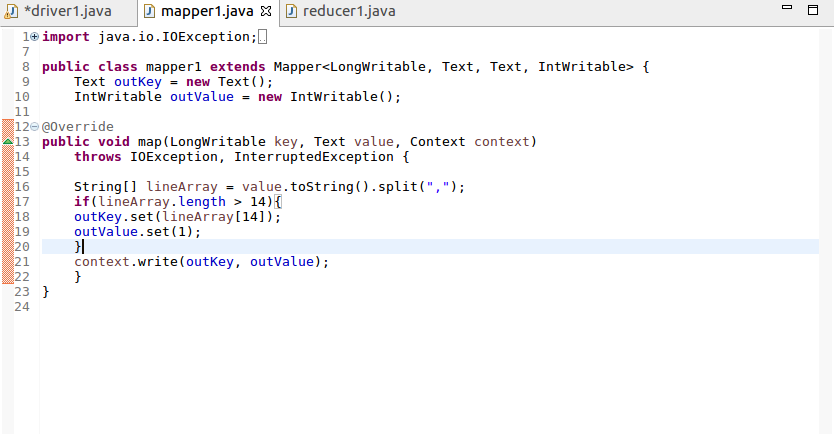 *driver1.java mapper1.java reducer1.java
1 import java.io.IOException;
7
8 public class mapper1 extends Mapper<LongWritable, Text, Text, IntWritable> {
9     Text outKey = new Text();
10     IntWritable outValue = new IntWritable();
11
12 @Override
13 public void map(LongWritable key, Text value, Context context)
14     throws IOException, InterruptedException {
15
16     String[] lineArray = value.toString().split(",");
17     if(lineArray.length > 14){
18     outKey.set(lineArray[14]);
19     outValue.set(1);
20     }
21     context.write(outKey, outValue);
22     }
23 }
24